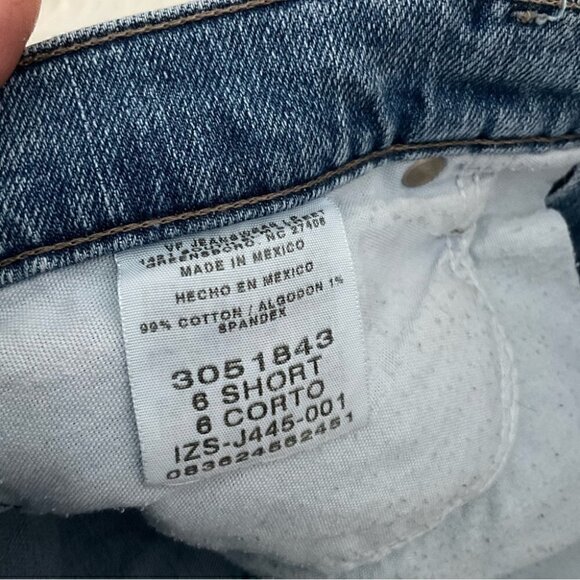 VF JEANSWEAR
GREENSBORO, NC 27408
MADE IN MEXICO
HECHO EN MEXICO
99% COTTON / ALGODON 1%
SPANDEX
3051843
6 SHORT
6 CORTO
IZS-J445-001
083624562451